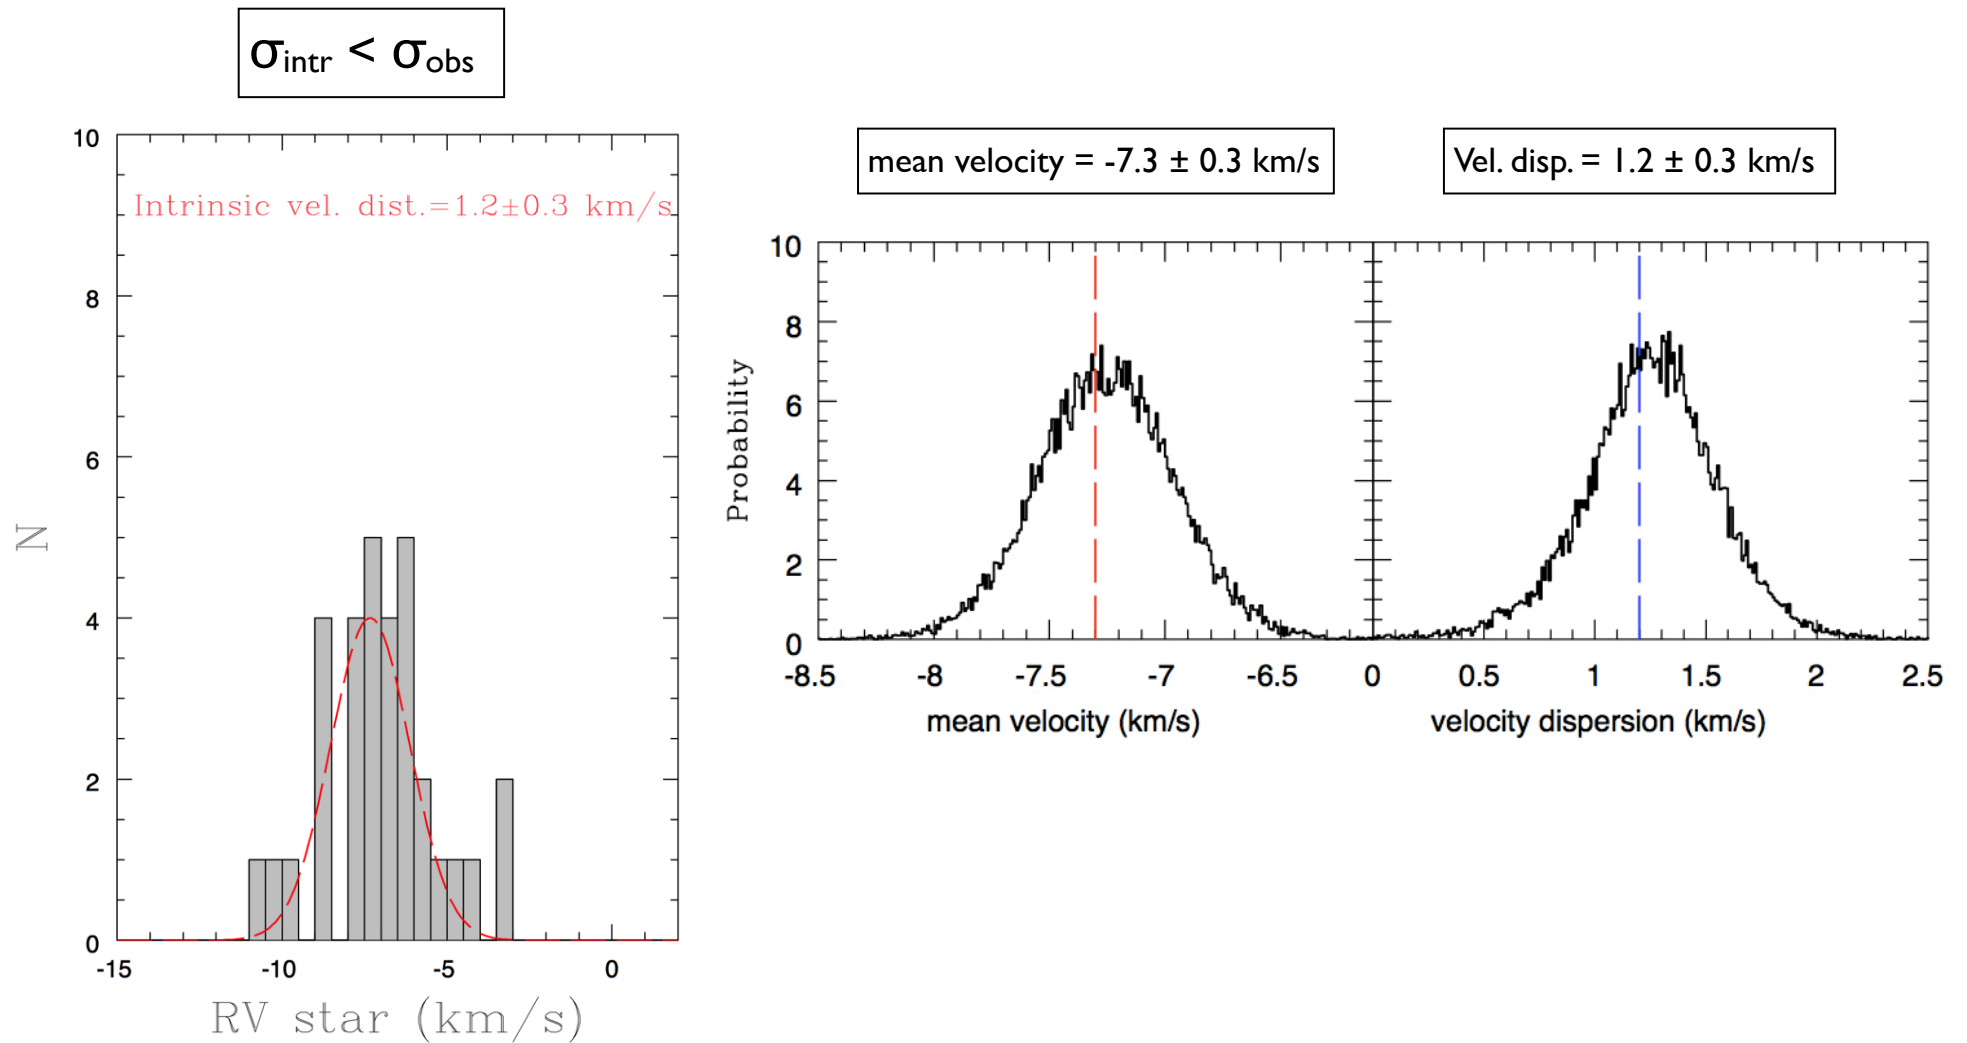 σintr < σobs
10
8
6
4
2
0
N
Intrinsic vel. dist.=1.2±0.3 km/s
-15 -10 -5 0
RV star (km/s)
mean velocity = -7.3 ± 0.3 km/s
Vel. disp. = 1.2 ± 0.3 km/s
10
8
6
4
2
0
Probability
-8.5 -8 -7.5 -7 -6.5 0 0.5 1 1.5 2 2.5
mean velocity (km/s)
velocity dispersion (km/s)